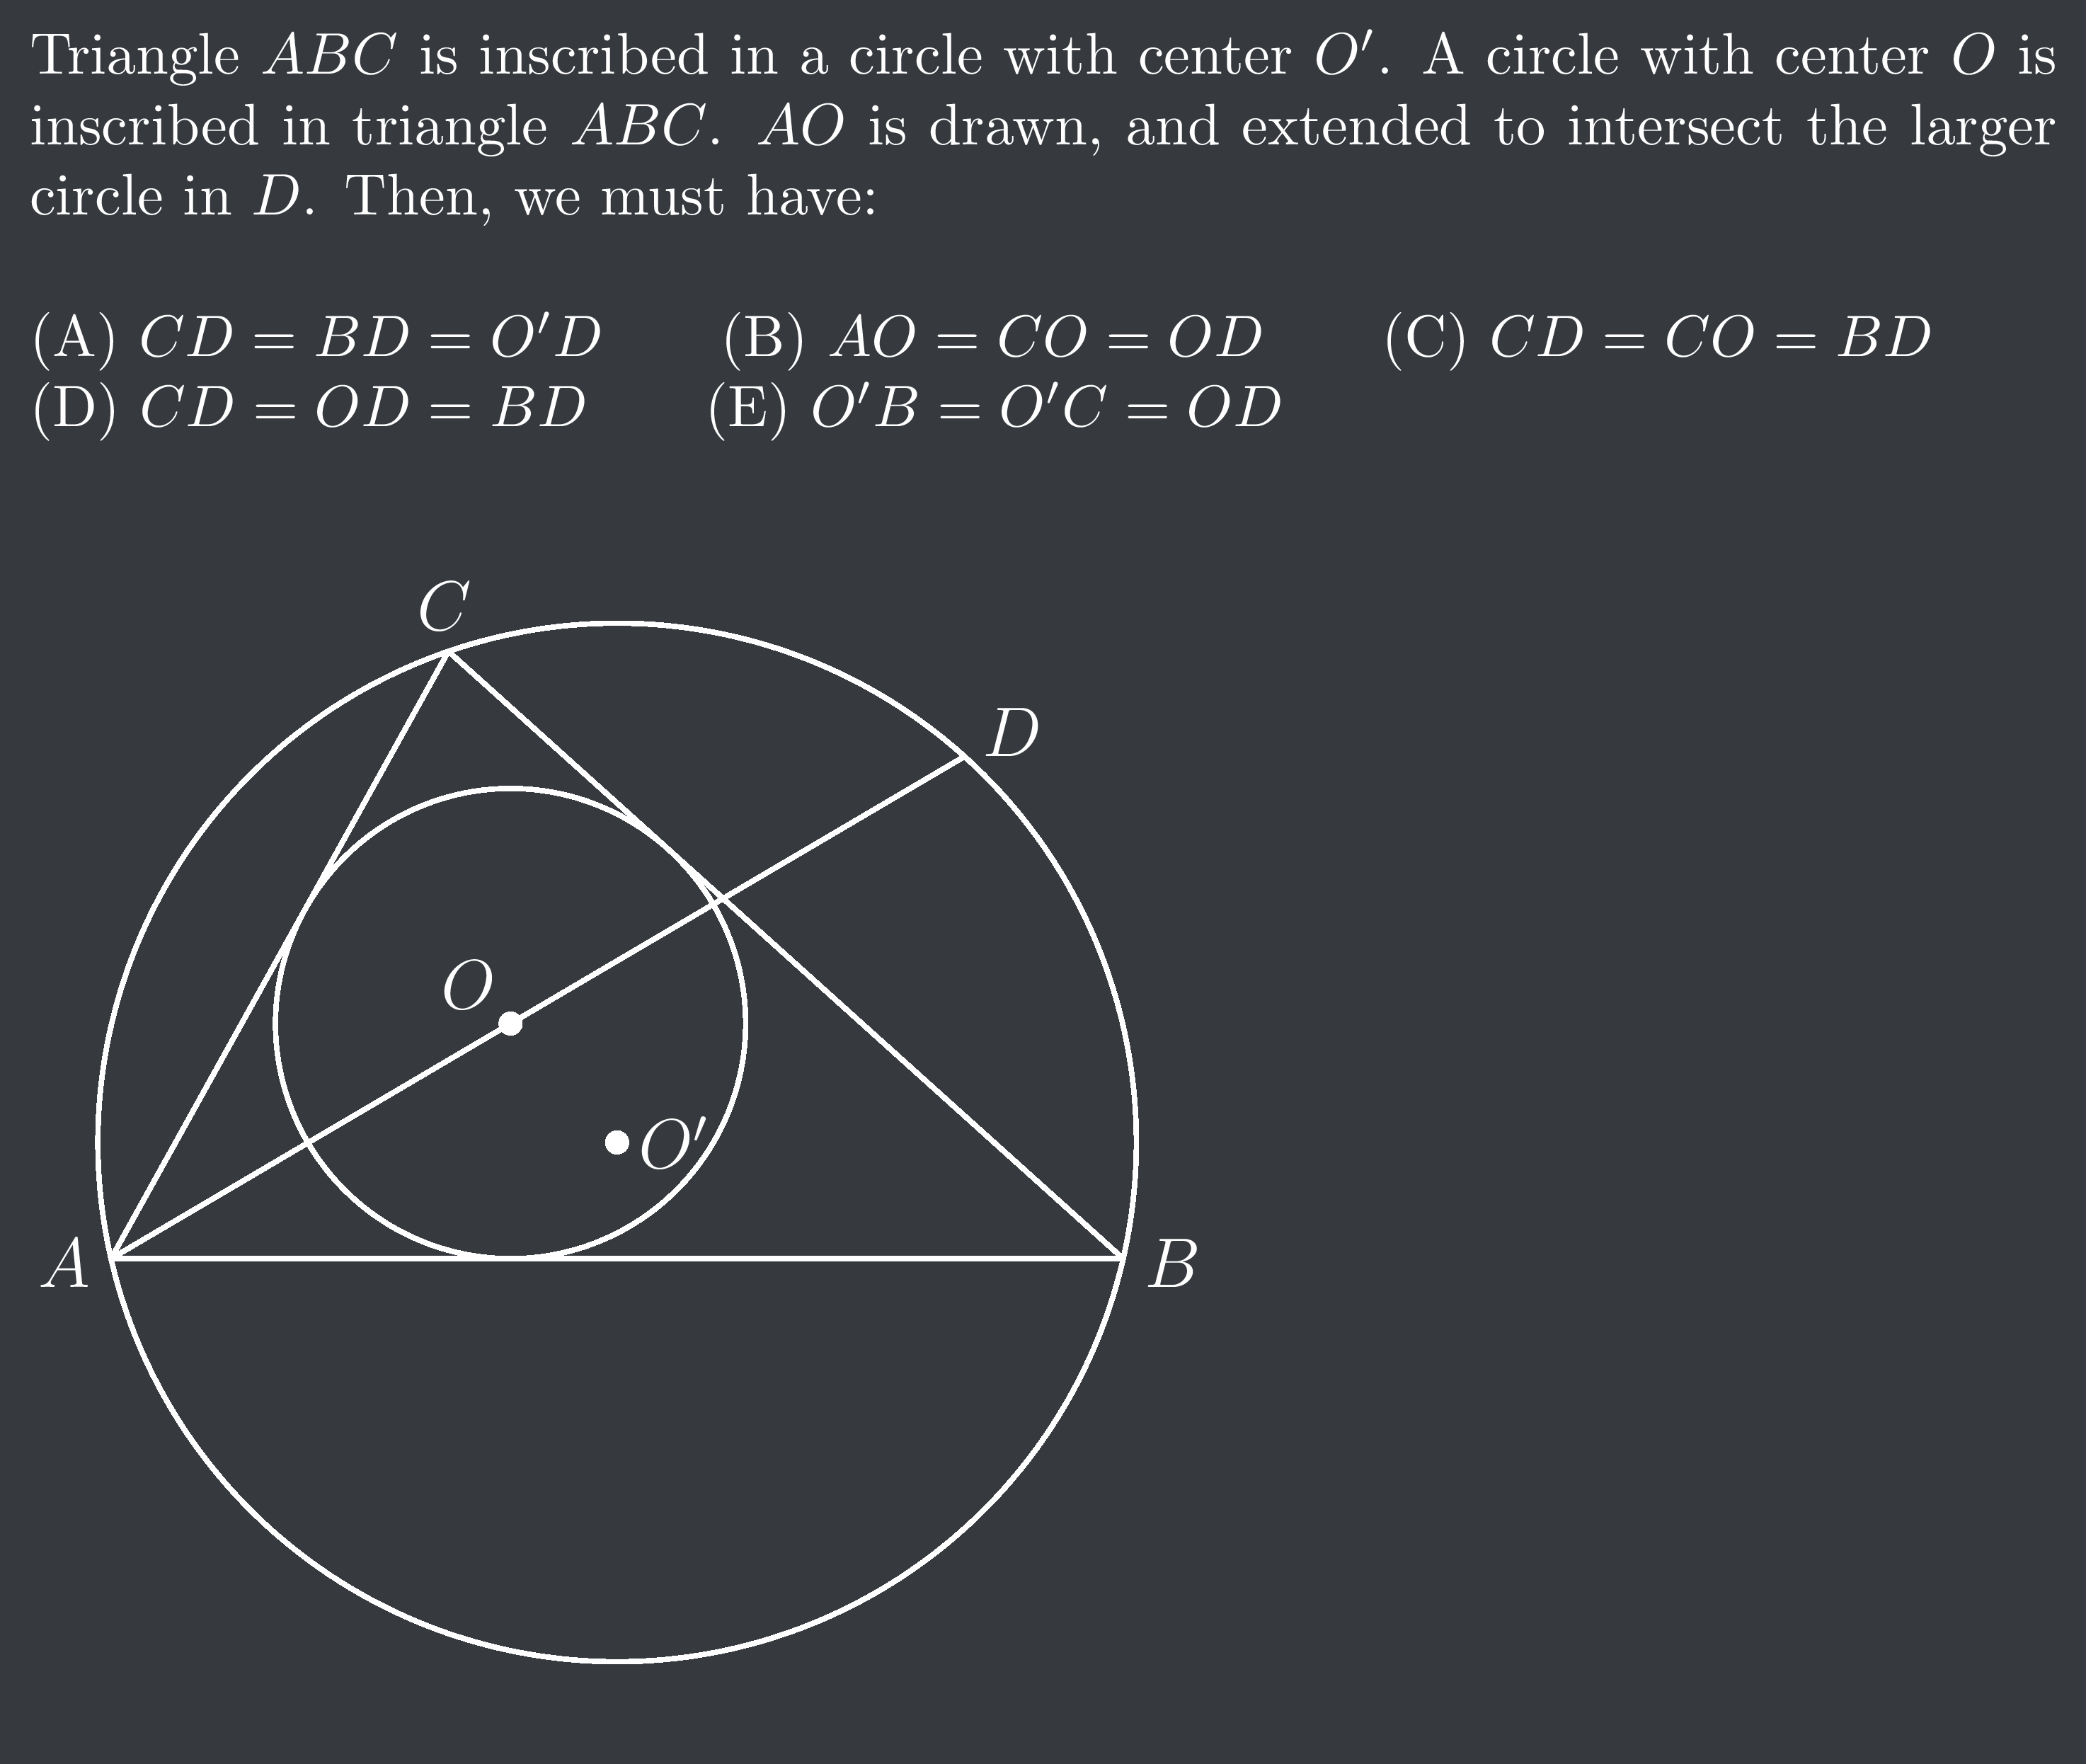 Triangle ABC is inscribed in a circle with center O′. A circle with center O is
inscribed in triangle ABC. AO is drawn, and extended to intersect the larger
circle in D. Then, we must have:
(A) CD = BD = O′D (B) AO = CO = OD (C) CD = CO = BD
(D) CD = OD = BD (E) O′B = O′C = OD
C
D
O
O′
A
B